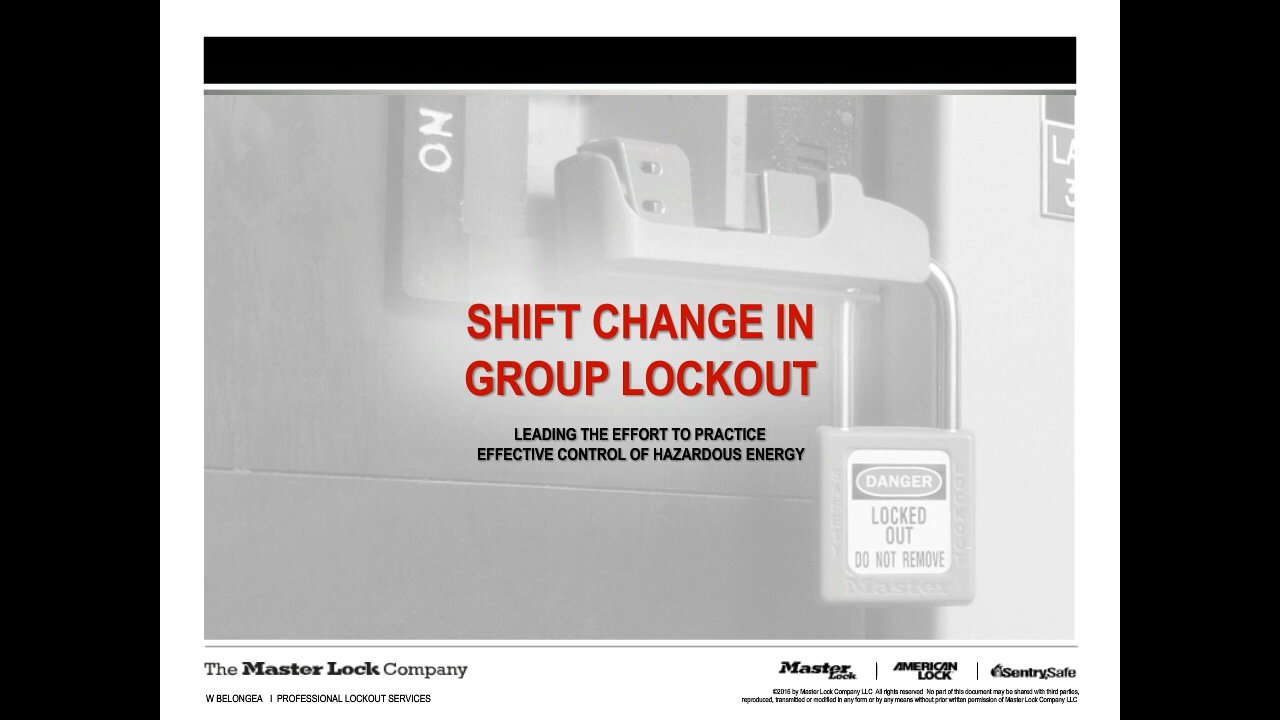 ON
LA
3
SHIFT CHANGE IN
GROUP LOCKOUT
LEADING THE EFFORT TO PRACTICE
EFFECTIVE CONTROL OF HAZARDOUS ENERGY
DANGER
LOCKED
OUT
DO NOT REMOVE
Master
The Master Lock Company
Master Lock
AMERICAN LOCK
SentrySafe
W BELONGEA I PROFESSIONAL LOCKOUT SERVICES
©2016 by Master Lock Company LLC All rights reserved No part of this document may be shared with third parties,
reproduced, transmitted or modified in any form or by any means without prior written permission of Master Lock Company LLC